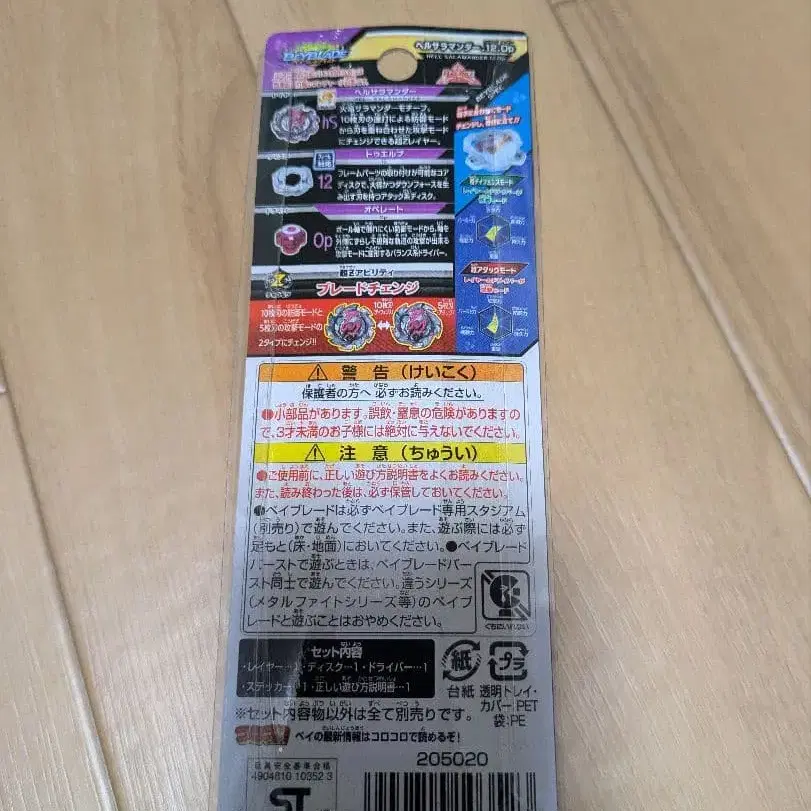 BEYBLADE
ヘルサラマンダー.12.Op
HELL SALAMANDER.12.Op
ヘルサラマンダー
hS
火竜サラマンダーモチーフ。
10枚刃の連打による防御モード
から刃を重ね合わせた攻撃モード
にチェンジできる超Zレイヤー。
トゥエルブ
12
フレームパーツの取り付けが可能なコア
ディスクで、大幅かつダウンフォースを生
み出す刃を持つアタック系ディスク。
オペレート
Op
ボール軸で倒れにくい防御モードから、軸を
外側にずらし不規則な軌道の攻撃が出来る
攻撃モードに変形するバランス系ドライバー。
超Zアビリティ
ブレードチェンジ
10枚刃の防御モードと
5枚刃の攻撃モードの
2タイプにチェンジ!!
10枚刃
5枚刃
超ディフェンスモード
超アタックモード
警告（けいこく）
保護者の方へ 必ずお読みください。
●小部品があります。誤飲・窒息の危険がありますの
で、3才未満のお子様には絶対に与えないでください。
注意（ちゅうい）
●ご使用前に、正しい遊び方説明書をよくお読みください。
また、読み終わった後は、必ず保管しておいてください。
●ベイブレードは必ずベイブレード専用スタジアム
（別売り）で遊んでください。また、遊ぶ際には必ず
足もと（床・地面）においてください。●ベイブレード
バーストで遊ぶときは、ベイブレードバー
スト同士で遊んでください。違うシリーズ
（メタルファイトシリーズ等）のベイブ
レードと遊ぶことはおやめください。
くちにいれない
セット内容
・レイヤー…1・ディスク…1・ドライバー…1
・ステッカー…1・正しい遊び方説明書…1
紙
台紙
プラ
透明トレイ・
カバー:PET
袋:PE
※セット内容物以外は全て別売りです。
ベイの最新情報はコロコロで読めるぞ！
205020
玩具安全基準合格
4904810 10352 3
ST